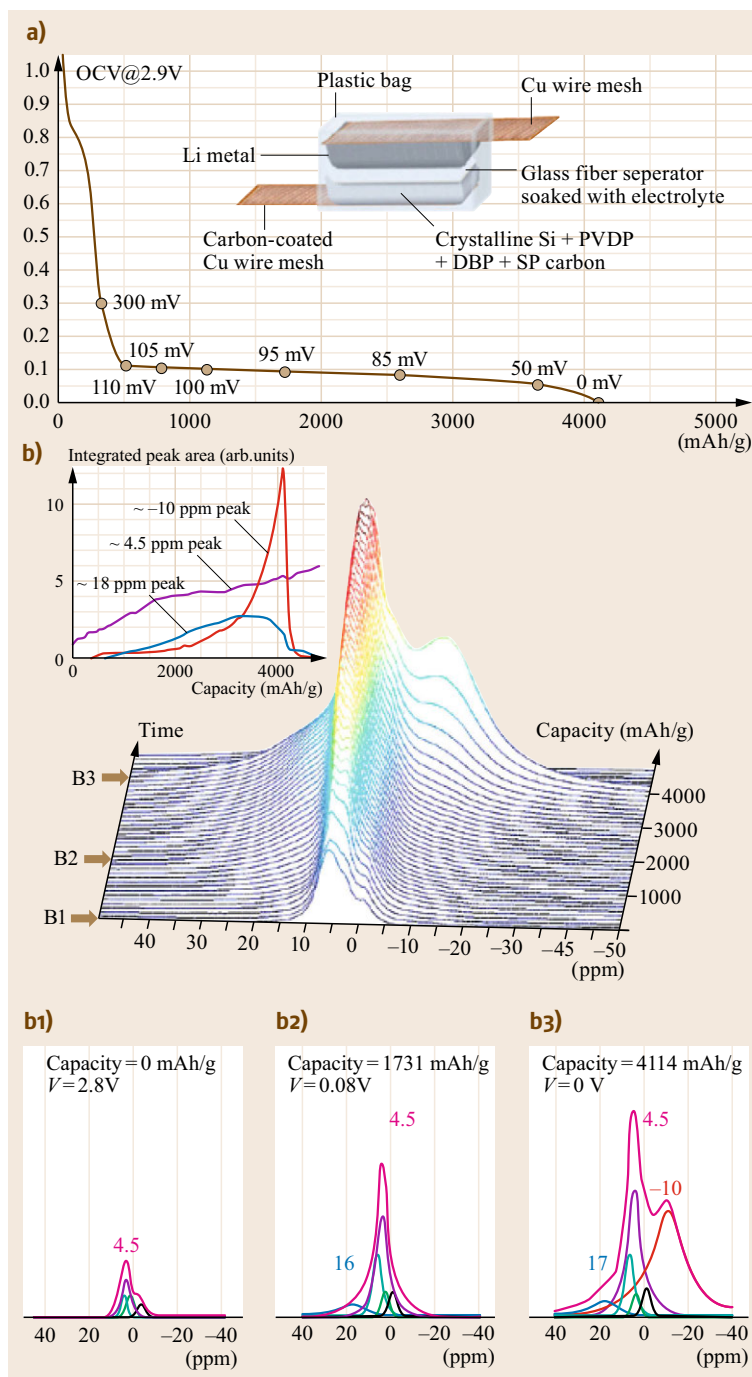 a)
1.0
0.9
0.8
0.7
0.6
0.5
0.4
0.3
0.2
0.1
0.0
OCV@2.9V
Plastic bag
Cu wire mesh
Li metal
Glass fiber seperator
soaked with electrolyte
Carbon-coated
Cu wire mesh
Crystalline Si + PVDP
+ DBP + SP carbon
300 mV
110 mV
105 mV
100 mV
95 mV
85 mV
50 mV
0 mV
0 1000 2000 3000 4000 5000
(mAh/g)
b)
Integrated peak area (arb.units)
10
5
0
~ –10 ppm peak
~ 4.5 ppm peak
~ 18 ppm peak
2000 4000
Capacity (mAh/g)
Time
B3
B2
B1
Capacity (mAh/g)
4000
3000
2000
1000
40 30 20 10 0 –10 –20 –30 –45 –50
(ppm)
b1)
Capacity = 0 mAh/g
V = 2.8V
4.5
40 20 0 –20 –40
(ppm)
b2)
Capacity = 1731 mAh/g
V = 0.08V
4.5
16
40 20 0 –20 –40
(ppm)
b3)
Capacity = 4114 mAh/g
V = 0 V
4.5
–10
17
40 20 0 –20 –40
(ppm)